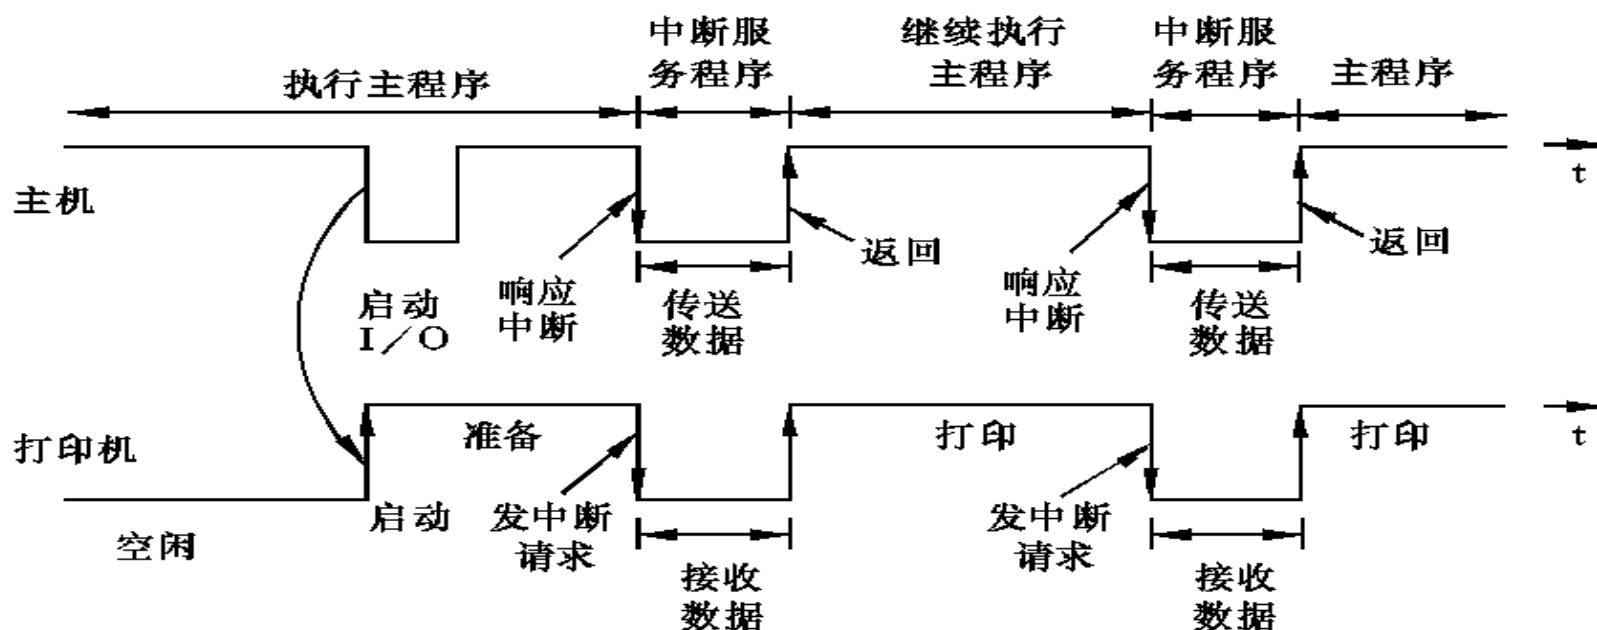 中断服
务程序
继续执行
主程序
中断服
务程序
执行主程序
主程序
主机
t
启动
I／O
响应
中断
传送
数据
返回
响应
中断
传送
数据
返回
打印机
准备
打印
打印
t
空闲
启动
发中断
请求
接收
数据
发中断
请求
接收
数据